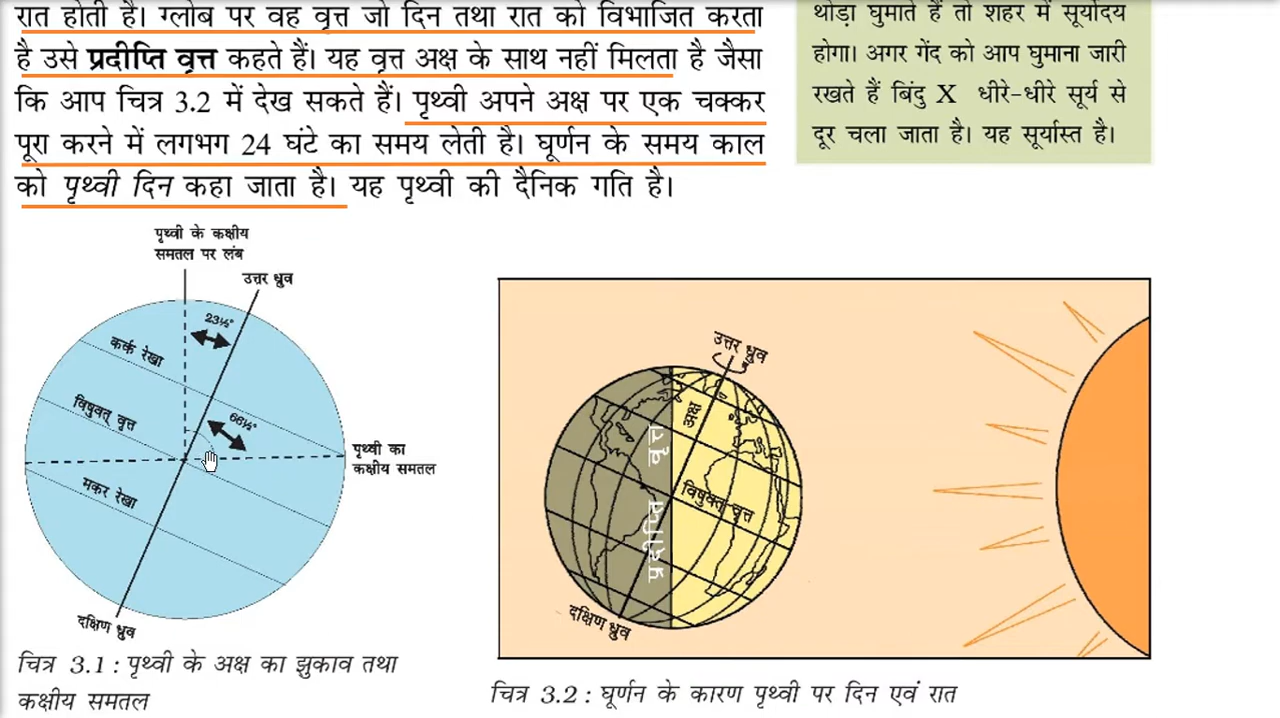 रात होती है। ग्लोब पर वह वृत्त जो दिन तथा रात को विभाजित करता
है उसे प्रदीप्ति वृत्त कहते हैं। यह वृत्त अक्ष के साथ नहीं मिलता है जैसा
कि आप चित्र 3.2 में देख सकते हैं। पृथ्वी अपने अक्ष पर एक चक्कर
पूरा करने में लगभग 24 घंटे का समय लेती है। घूर्णन के समय काल
को पृथ्वी दिन कहा जाता है। यह पृथ्वी की दैनिक गति है।
थोड़ा घुमाते हैं तो शहर में सूर्योदय
होगा। अगर गेंद को आप घुमाना जारी
रखते हैं बिंदु X धीरे-धीरे सूर्य से
दूर चला जाता है। यह सूर्यास्त है।
पृथ्वी के कक्षीय
समतल पर लंब
उत्तर ध्रुव
23½°
कर्क रेखा
विषुवत् वृत्त
66½°
पृथ्वी का
कक्षीय समतल
मकर रेखा
दक्षिण ध्रुव
चित्र 3.1 : पृथ्वी के अक्ष का झुकाव तथा
कक्षीय समतल
उत्तर ध्रुव
अक्ष
प्रदीप्ति वृत्त
विषुवत वृत्त
दक्षिण ध्रुव
चित्र 3.2 : घूर्णन के कारण पृथ्वी पर दिन एवं रात